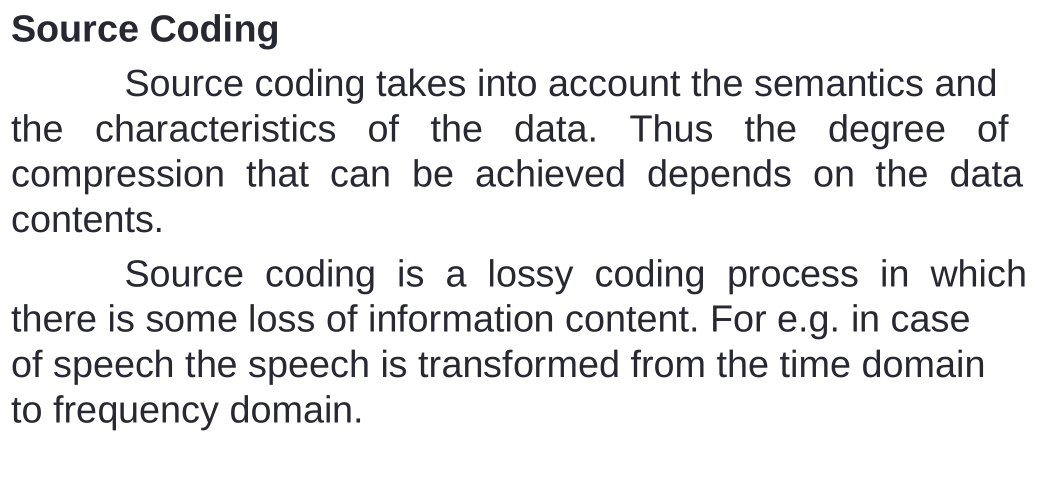 Source Coding
Source coding takes into account the semantics and
the characteristics of the data. Thus the degree of
compression that can be achieved depends on the data
contents.
Source coding is a lossy coding process in which
there is some loss of information content. For e.g. in case
of speech the speech is transformed from the time domain
to frequency domain.